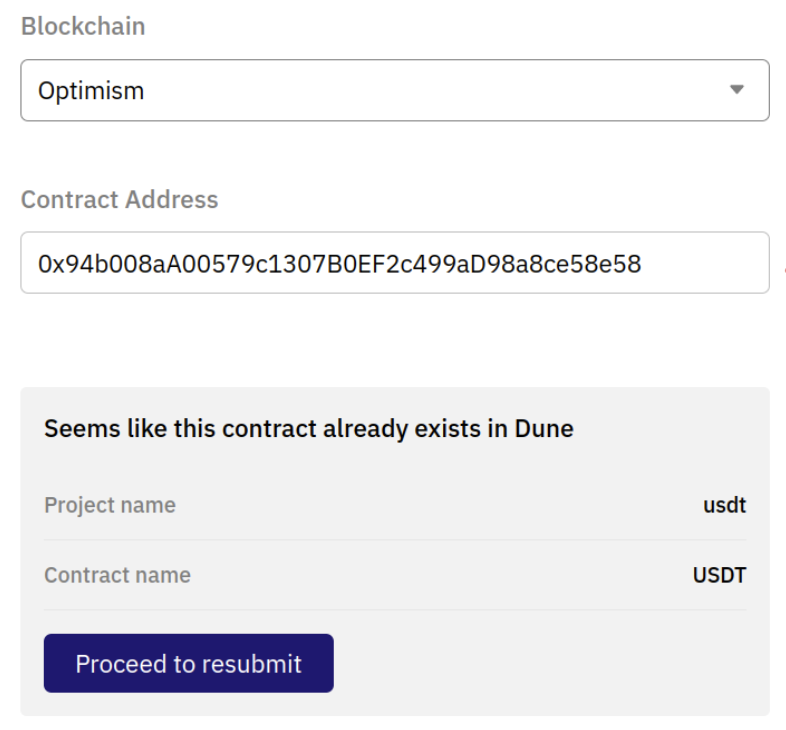 Blockchain
Optimism
Contract Address
0x94b008aA00579c1307B0EF2c499aD98a8ce58e58
Seems like this contract already exists in Dune
Project name usdt
Contract name USDT
Proceed to resubmit